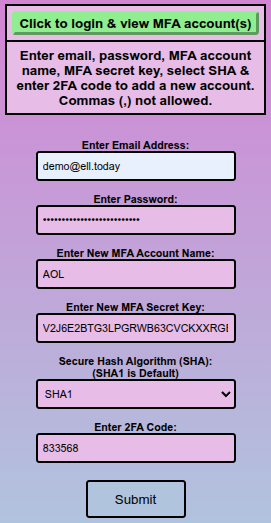 Click to login & view MFA account(s)
Enter email, password, MFA account
name, MFA secret key, select SHA &
enter 2FA code to add a new account.
Commas (,) not allowed.
Enter Email Address:
demo@ell.today
Enter Password:
•••••••••••••••••••••••••••
Enter New MFA Account Name:
AOL
Enter New MFA Secret Key:
V2J6E2BTG3LPGRWB63CVCKXXRGI
Secure Hash Algorithm (SHA):
(SHA1 is Default)
SHA1
Enter 2FA Code:
833568
Submit